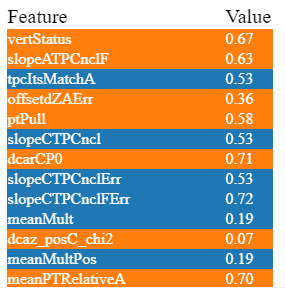 Feature Value
vertStatus 0.67
slopeATPCnclF 0.63
tpcItsMatchA 0.53
offsetdZAErr 0.36
ptPull 0.58
slopeCTPCncl 0.53
dcarCP0 0.71
slopeCTPCnclErr 0.53
slopeCTPCnclFErr 0.72
meanMult 0.19
dcaz_posC_chi2 0.07
meanMultPos 0.19
meanPTRelativeA 0.70